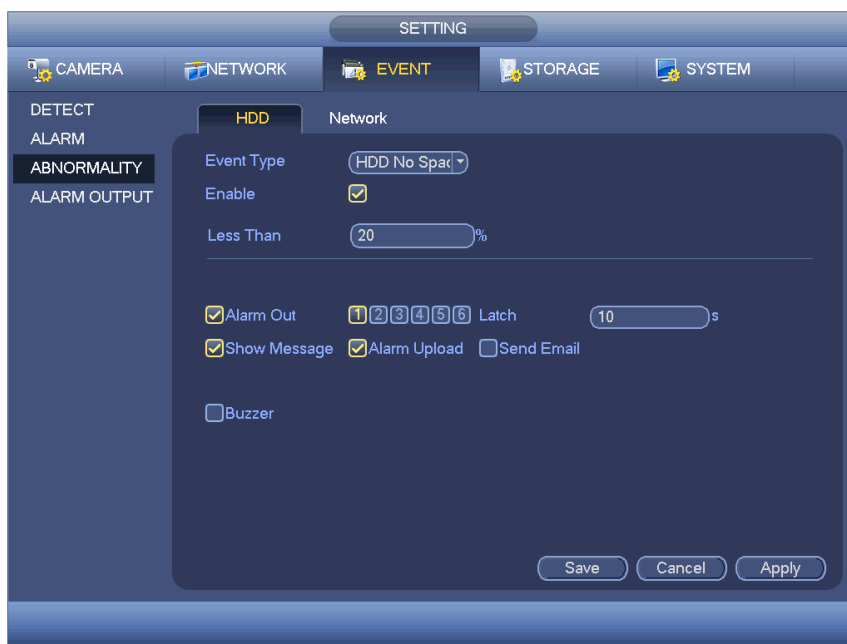 SETTING
CAMERA NETWORK EVENT STORAGE SYSTEM
DETECT
ALARM
ABNORMALITY
ALARM OUTPUT
HDD Network
Event Type HDD No Spac
Enable
Less Than 20 %
Alarm Out 1 2 3 4 5 6 Latch 10 s
Show Message Alarm Upload Send Email
Buzzer
Save Cancel Apply